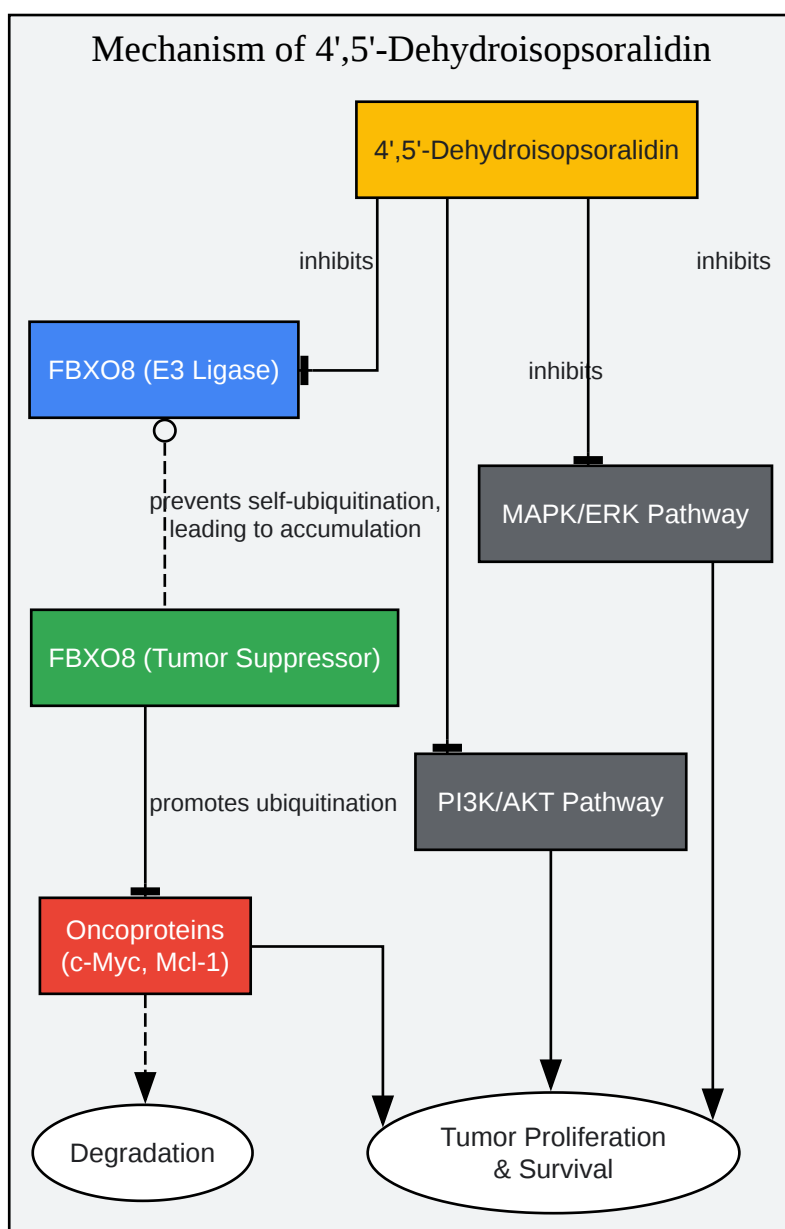 Mechanism of 4',5'-Dehydroisopsoralidin
4',5'-Dehydroisopsoralidin
inhibits
inhibits
FBXO8 (E3 Ligase)
inhibits
prevents self-ubiquitination,
leading to accumulation
MAPK/ERK Pathway
FBXO8 (Tumor Suppressor)
promotes ubiquitination
PI3K/AKT Pathway
Oncoproteins
(c-Myc, Mcl-1)
Degradation
Tumor Proliferation
& Survival